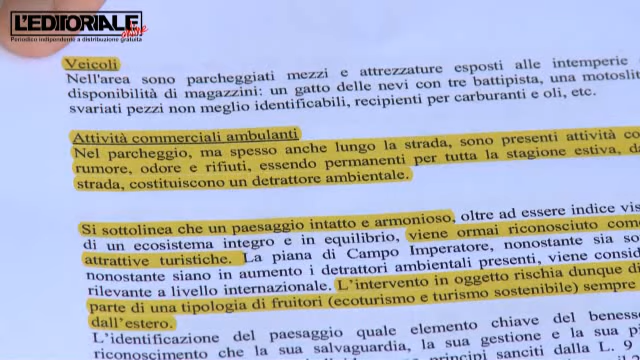 L'EDITORIALE online
Periodico indipendente a distribuzione gratuita
Veicoli
Nell'area sono parcheggiati mezzi e attrezzature esposti alle intemperie
disponibilità di magazzini: un gatto delle nevi con tre battipista, una motoslit
svariati pezzi non meglio identificabili, recipienti per carburanti e oli, etc.
Attività commerciali ambulanti
Nel parcheggio, ma spesso anche lungo la strada, sono presenti attività co
rumore, odore e rifiuti, essendo permanenti per tutta la stagione estiva, da
strada, costituiscono un detrattore ambientale.
Si sottolinea che un paesaggio intatto e armonioso, oltre ad essere indice vis
di un ecosistema integro e in equilibrio, viene ormai riconosciuto come
attrattive turistiche. La piana di Campo Imperatore, nonostante sia so
nonostante siano in aumento i detrattori ambientali presenti, viene consid
rilevante a livello internazionale. L'intervento in oggetto rischia dunque di
parte di una tipologia di fruitori (ecoturismo e turismo sostenibile) sempre
dall'estero.
L'identificazione del paesaggio quale elemento chiave del benesse
riconoscimento che la sua salvaguardia, la sua gestione e la sua pi
principi sanciti dalla L. 9